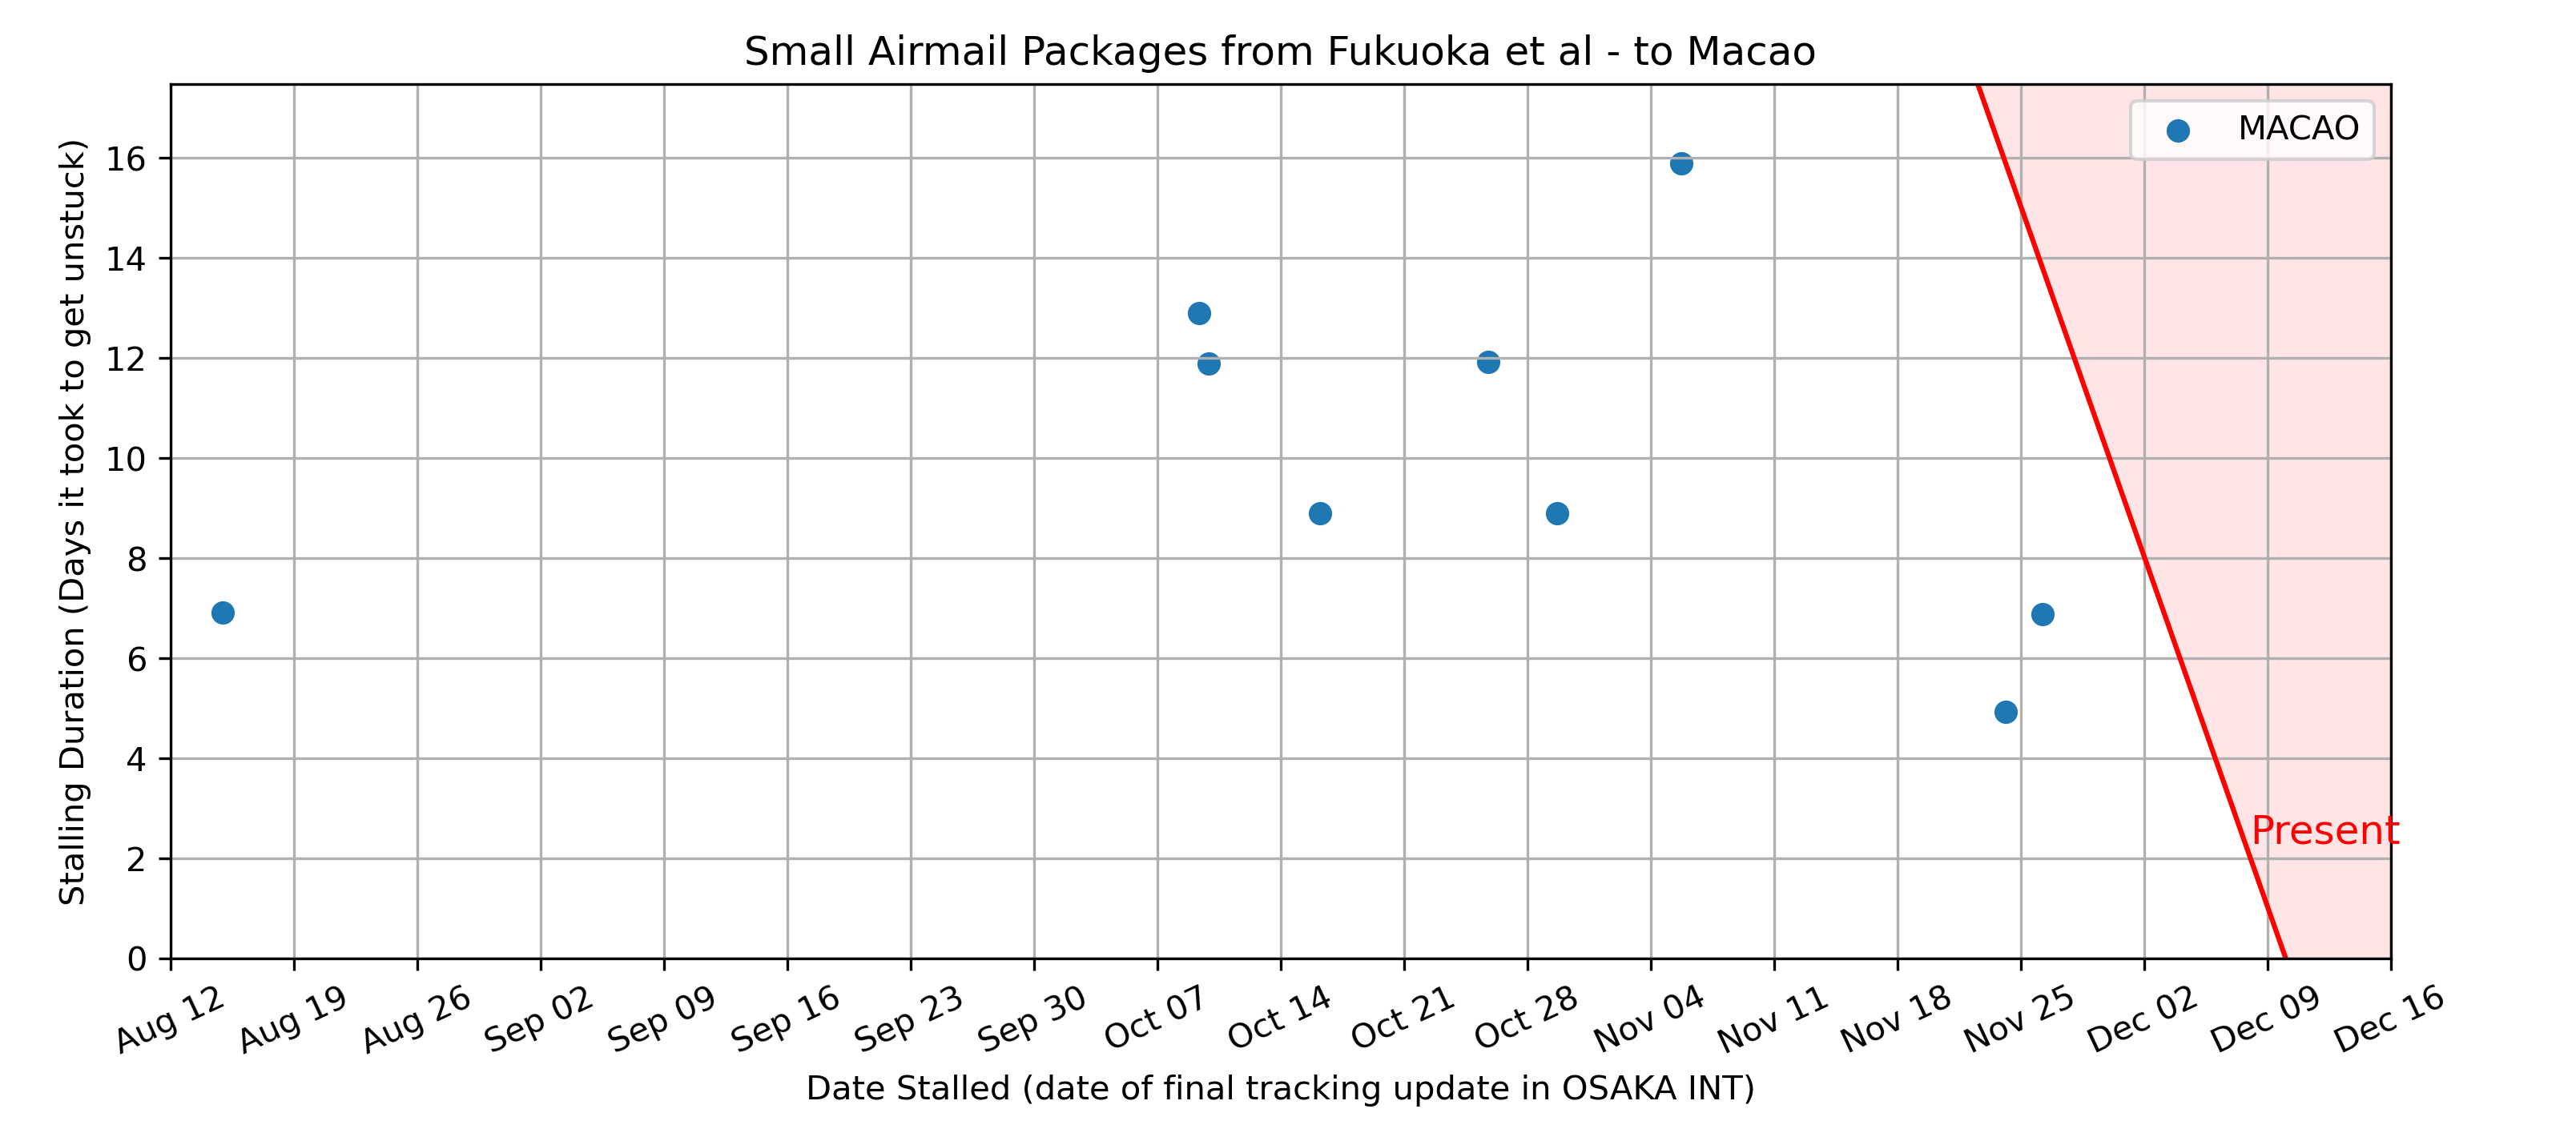 Small Airmail Packages from Fukuoka et al - to Macao
MACAO
Stalling Duration (Days it took to get unstuck)
16
14
12
10
8
6
4
2
0
Present
Aug 12
Aug 19
Aug 26
Sep 02
Sep 09
Sep 16
Sep 23
Sep 30
Oct 07
Oct 14
Oct 21
Oct 28
Nov 04
Nov 11
Nov 18
Nov 25
Dec 02
Dec 09
Dec 16
Date Stalled (date of final tracking update in OSAKA INT)